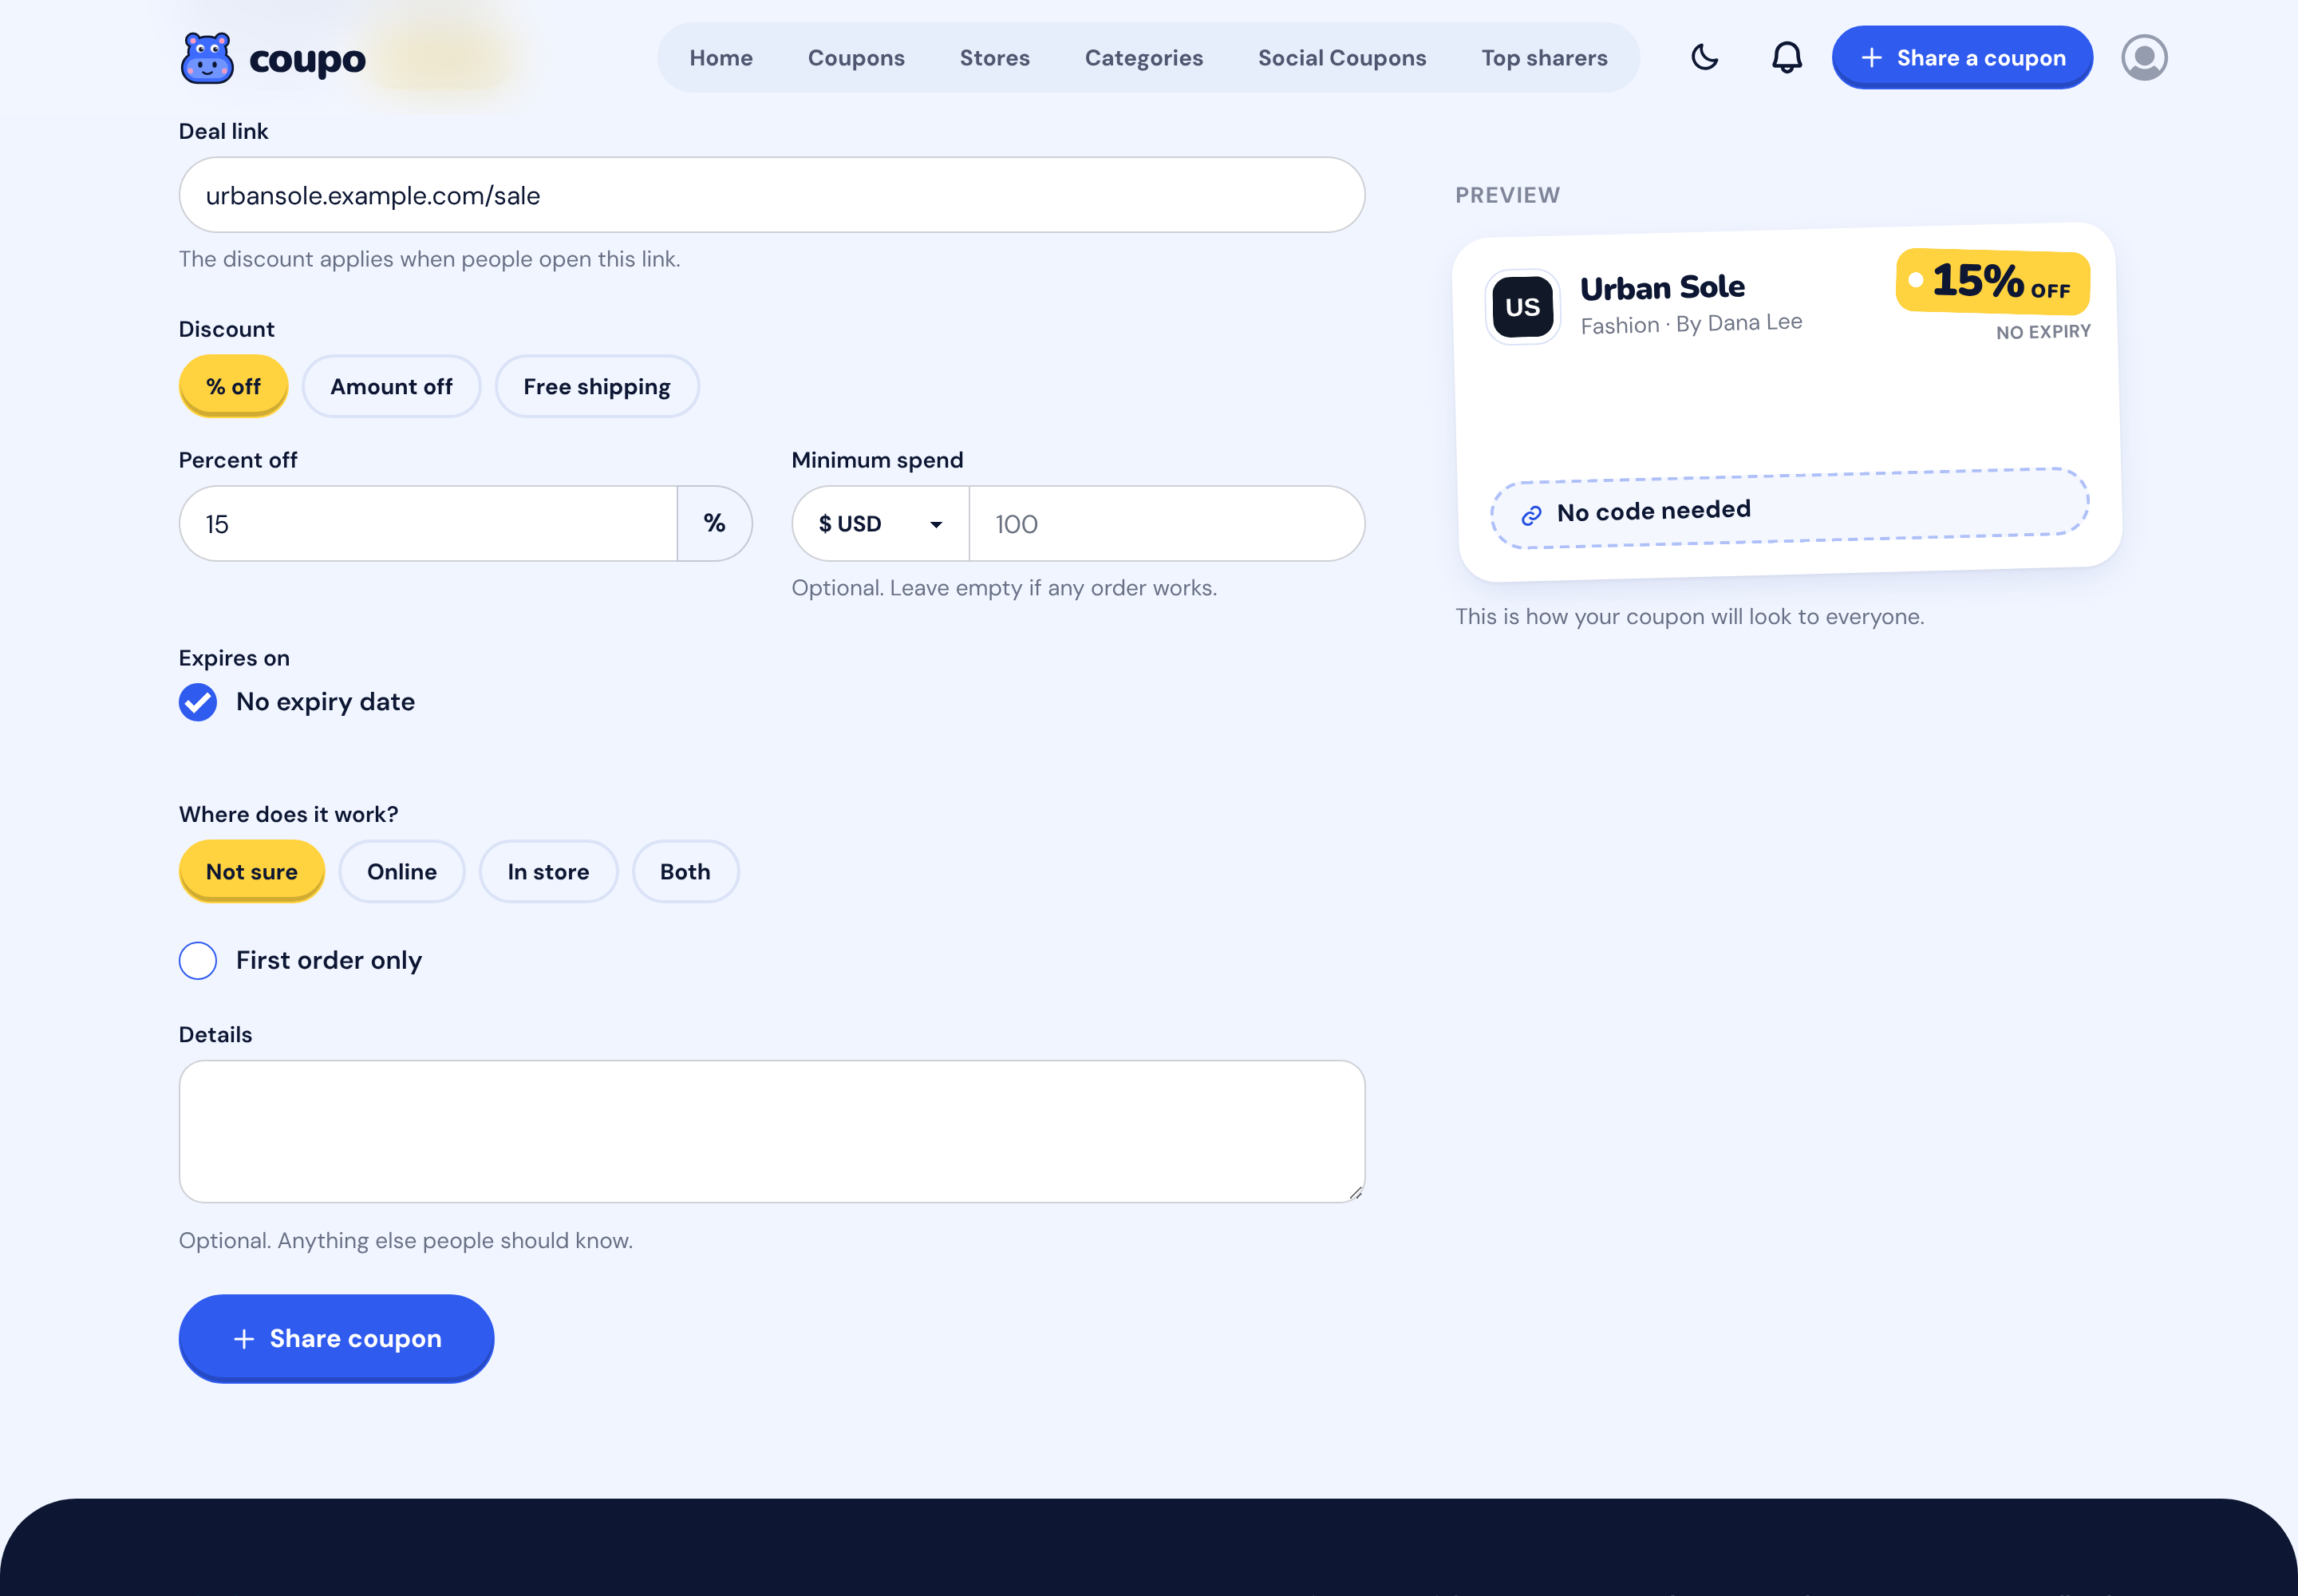 coupo
Home Coupons Stores Categories Social Coupons Top sharers
Share a coupon
Deal link
urbansole.example.com/sale
The discount applies when people open this link.
Discount
% off Amount off Free shipping
Percent off
15 %
Minimum spend
$ USD 100
Optional. Leave empty if any order works.
Expires on
No expiry date
Where does it work?
Not sure Online In store Both
First order only
Details
Optional. Anything else people should know.
Share coupon
PREVIEW
US
Urban Sole
Fashion · By Dana Lee
15% OFF
NO EXPIRY
No code needed
This is how your coupon will look to everyone.